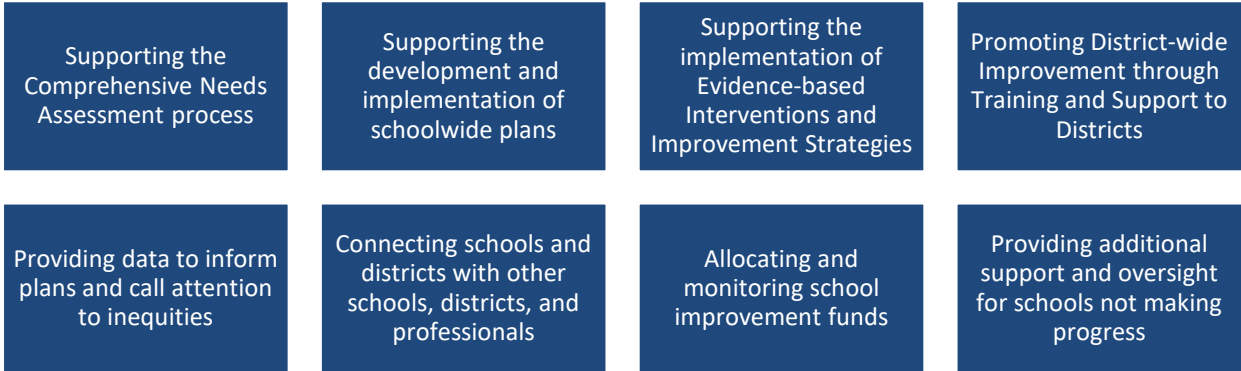 Supporting the
Comprehensive Needs
Assessment process
Supporting the
development and
implementation of
schoolwide plans
Supporting the
implementation of
Evidence-based
Interventions and
Improvement Strategies
Promoting District-wide
Improvement through
Training and Support to
Districts
Providing data to inform
plans and call attention
to inequities
Connecting schools and
districts with other
schools, districts, and
professionals
Allocating and
monitoring school
improvement funds
Providing additional
support and oversight
for schools not making
progress